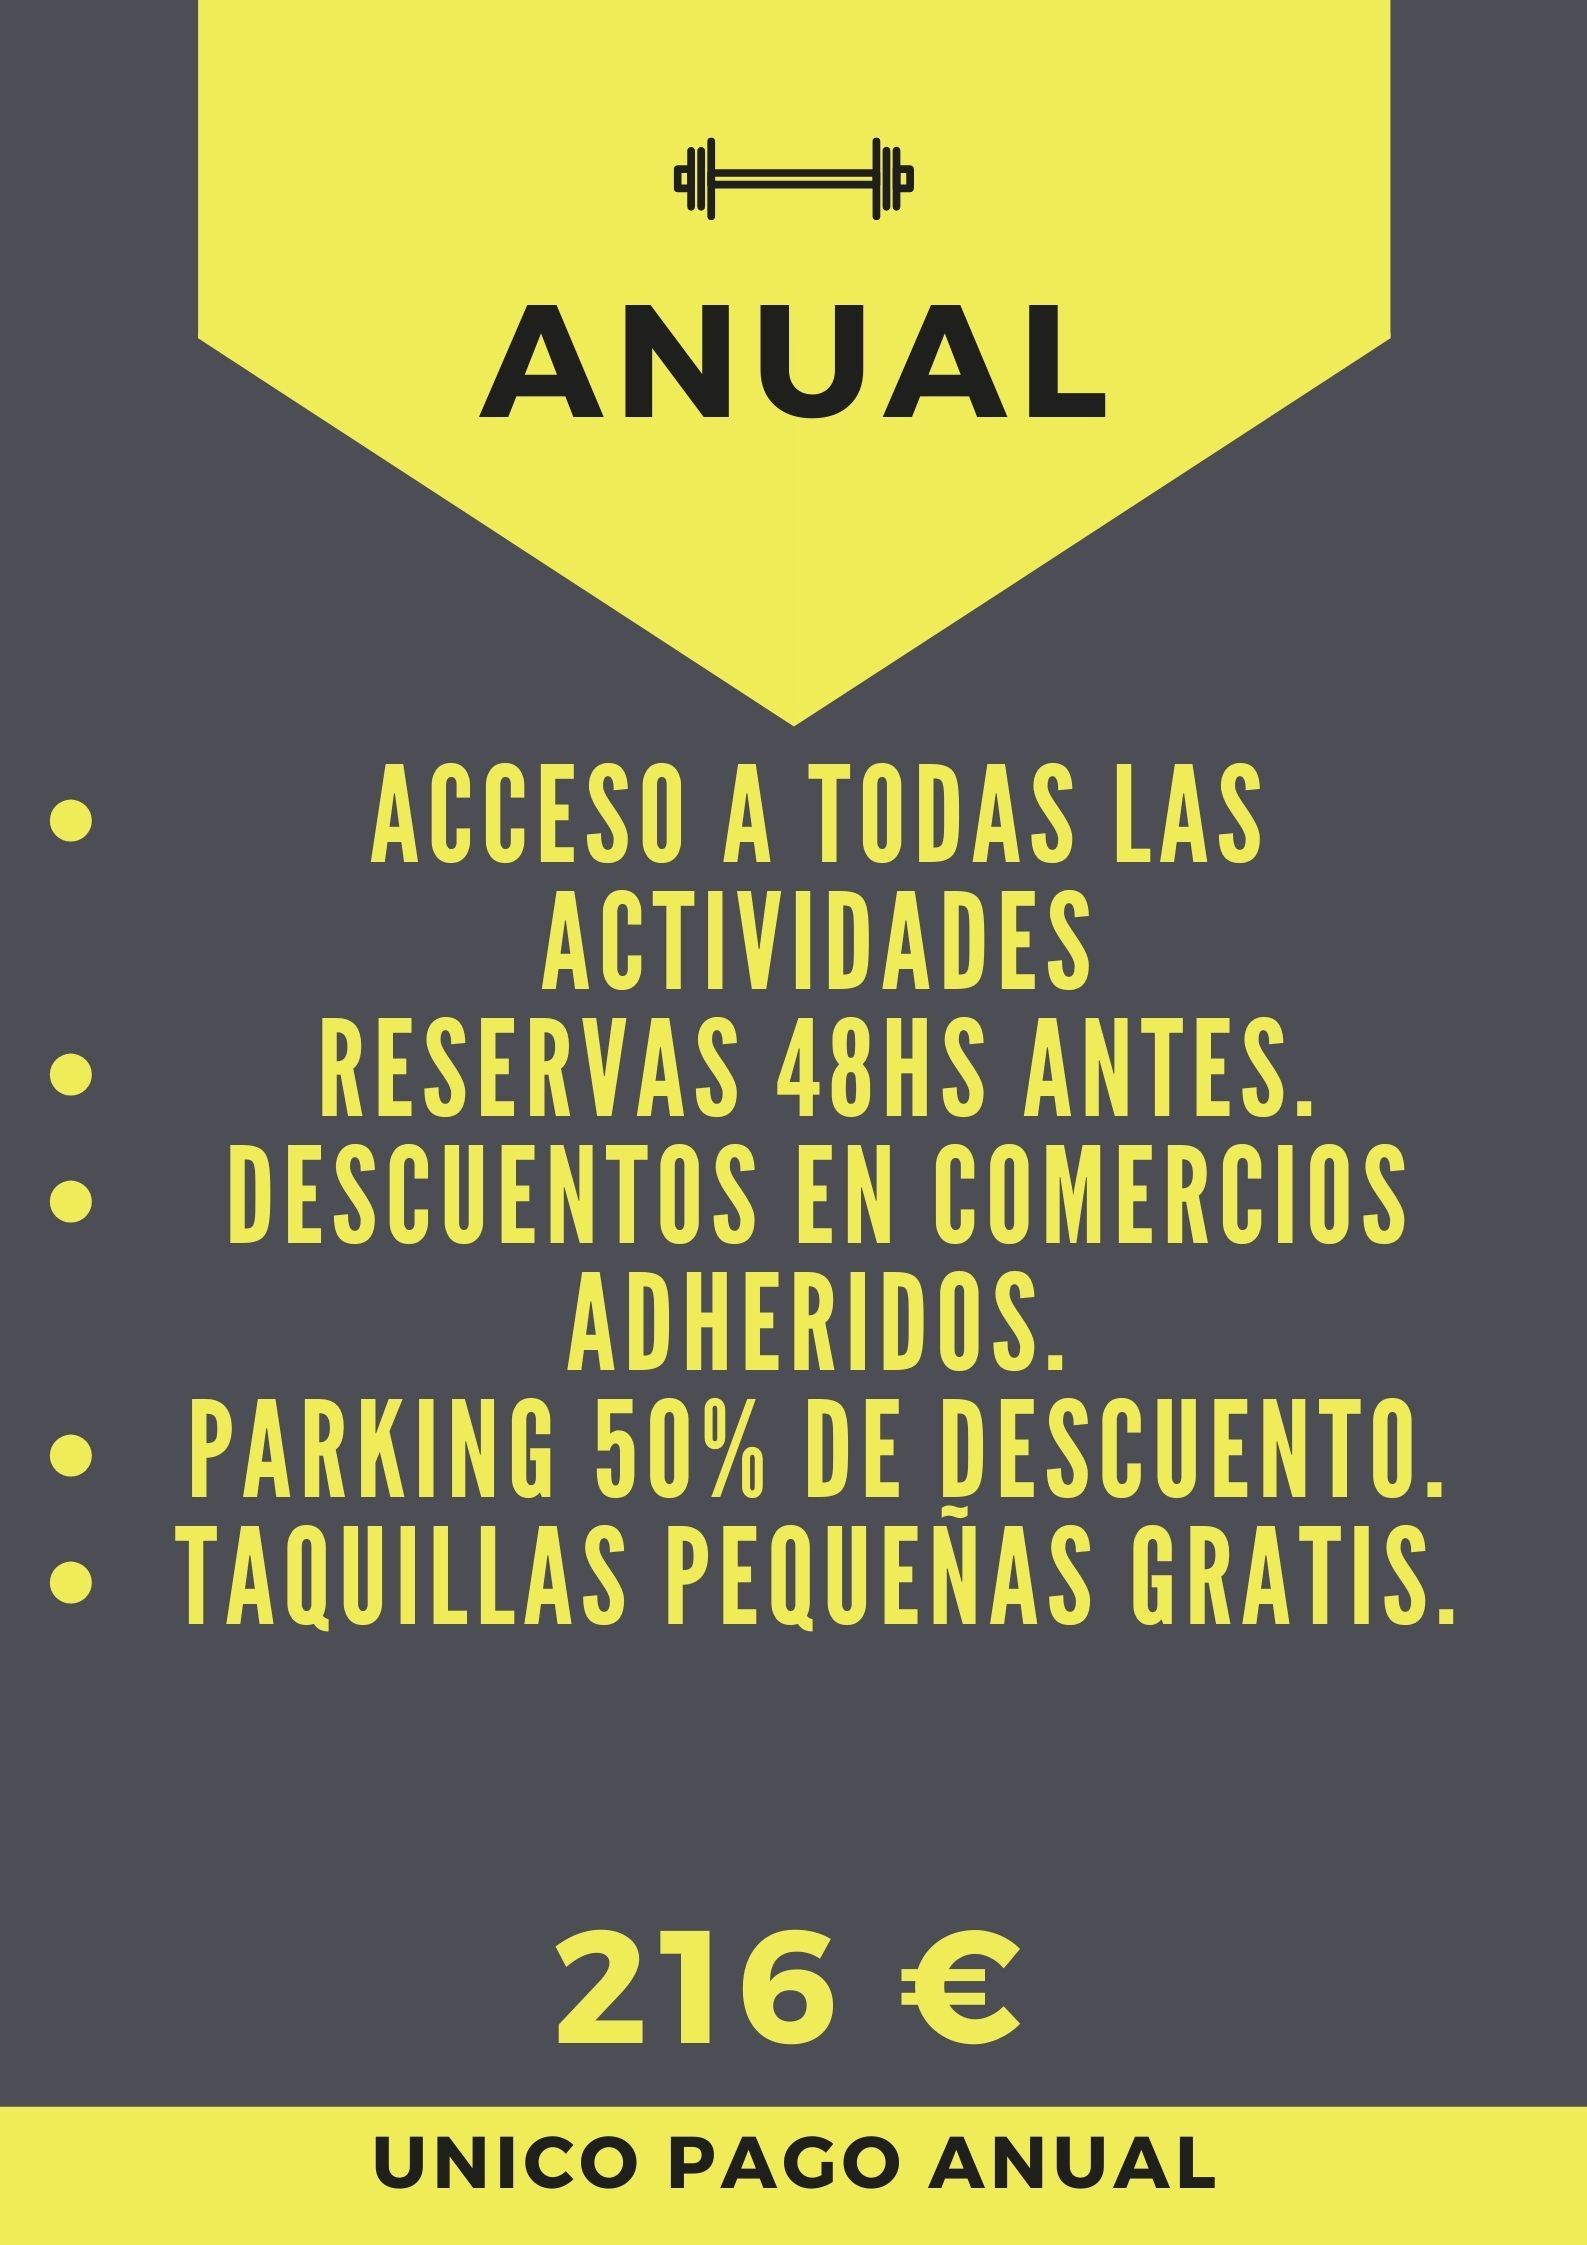 ANUAL
ACCESO A TODAS LAS
ACTIVIDADES
RESERVAS 48HS ANTES.
DESCUENTOS EN COMERCIOS
ADHERIDOS.
PARKING 50% DE DESCUENTO.
TAQUILLAS PEQUEÑAS GRATIS.
216 €
UNICO PAGO ANUAL